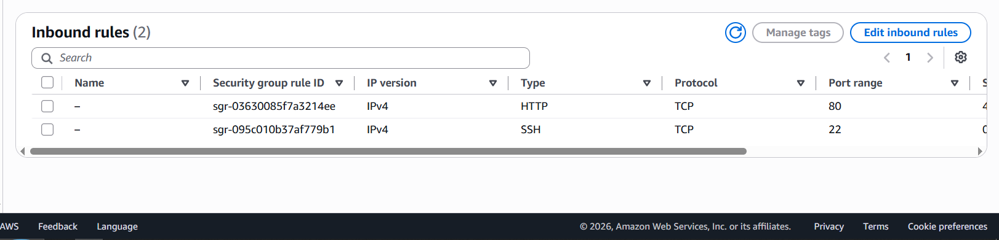 Inbound rules (2)
Manage tags
Edit inbound rules
Search
1
Name Security group rule ID IP version Type Protocol Port range
– sgr-03630085f7a3214ee IPv4 HTTP TCP 80
– sgr-095c010b37af779b1 IPv4 SSH TCP 22
AWS Feedback Language © 2026, Amazon Web Services, Inc. or its affiliates. Privacy Terms Cookie preferences